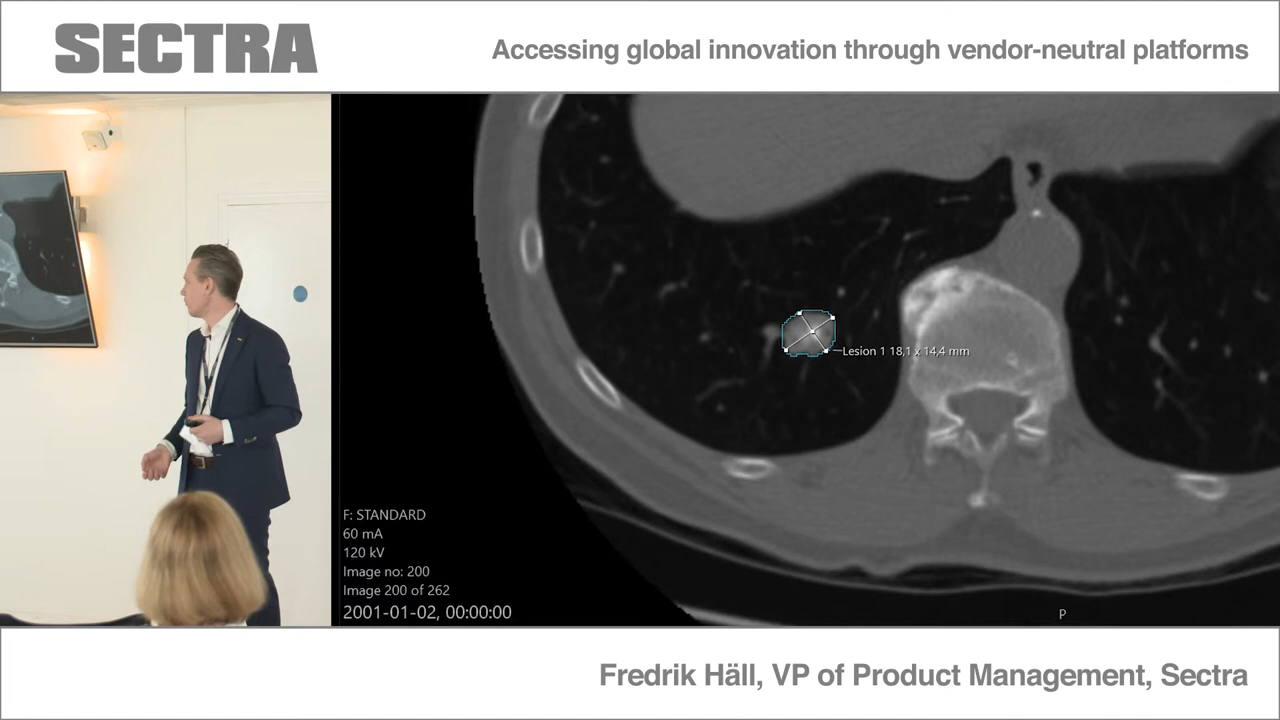 SECTRA
Accessing global innovation through vendor-neutral platforms
Lesion 1 18,1 x 14,4 mm
F: STANDARD
60 mA
120 kV
Image no: 200
Image 200 of 262
2001-01-02, 00:00:00
P
Fredrik Häll, VP of Product Management, Sectra